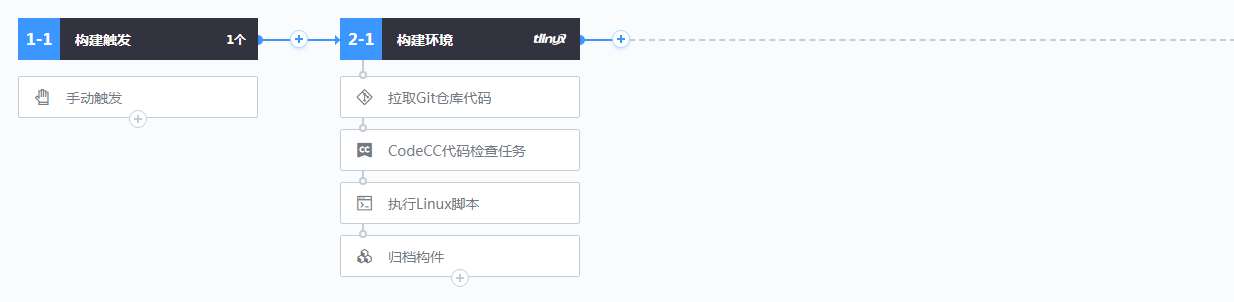 1-1 构建触发 1个
手动触发
2-1 构建环境 tlinux
拉取Git仓库代码
CC CodeCC代码检查任务
执行Linux脚本
归档构件